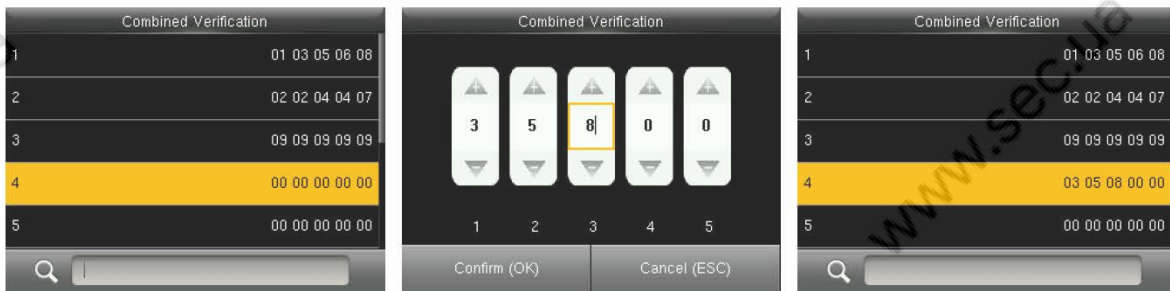 Combined Verification
1 01 03 05 06 08
2 02 02 04 04 07
3 09 09 09 09 09
4 00 00 00 00 00
5 00 00 00 00 00
Combined Verification
3 5 8 0 0
1 2 3 4 5
Confirm (OK) Cancel (ESC)
Combined Verification
1 01 03 05 06 08
2 02 02 04 04 07
3 09 09 09 09 09
4 03 05 08 00 00
5 00 00 00 00 00
www.sec.ua